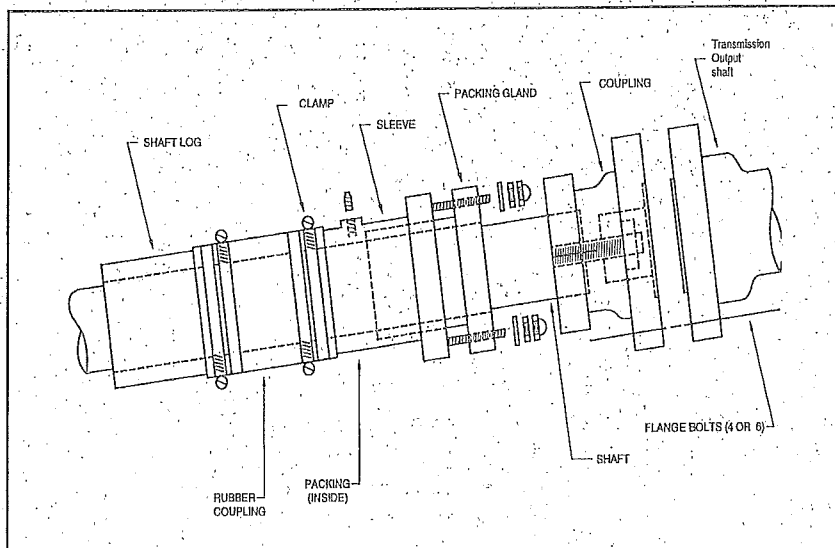 Transmission
Output
shaft
COUPLING
PACKING GLAND
CLAMP
SLEEVE
SHAFT LOG
FLANGE BOLTS (4 OR 6)
SHAFT
PACKING
(INSIDE)
RUBBER
COUPLING